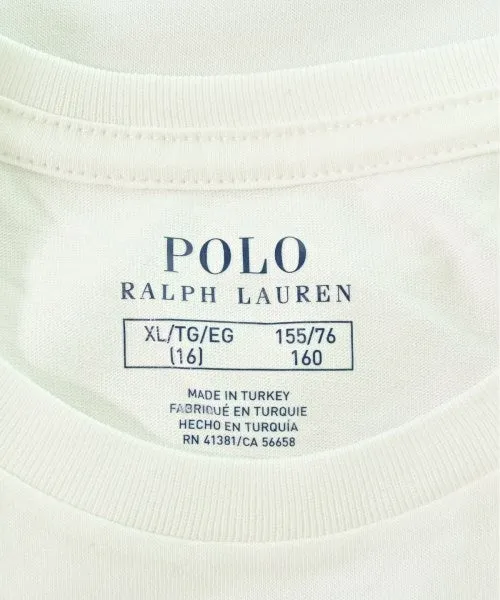 POLO
RALPH LAUREN
XL/TG/EG 155/76
(16) 160
MADE IN TURKEY
FABRIQUÉ EN TURQUIE
HECHO EN TURQUÍA
RN 41381/CA 56658